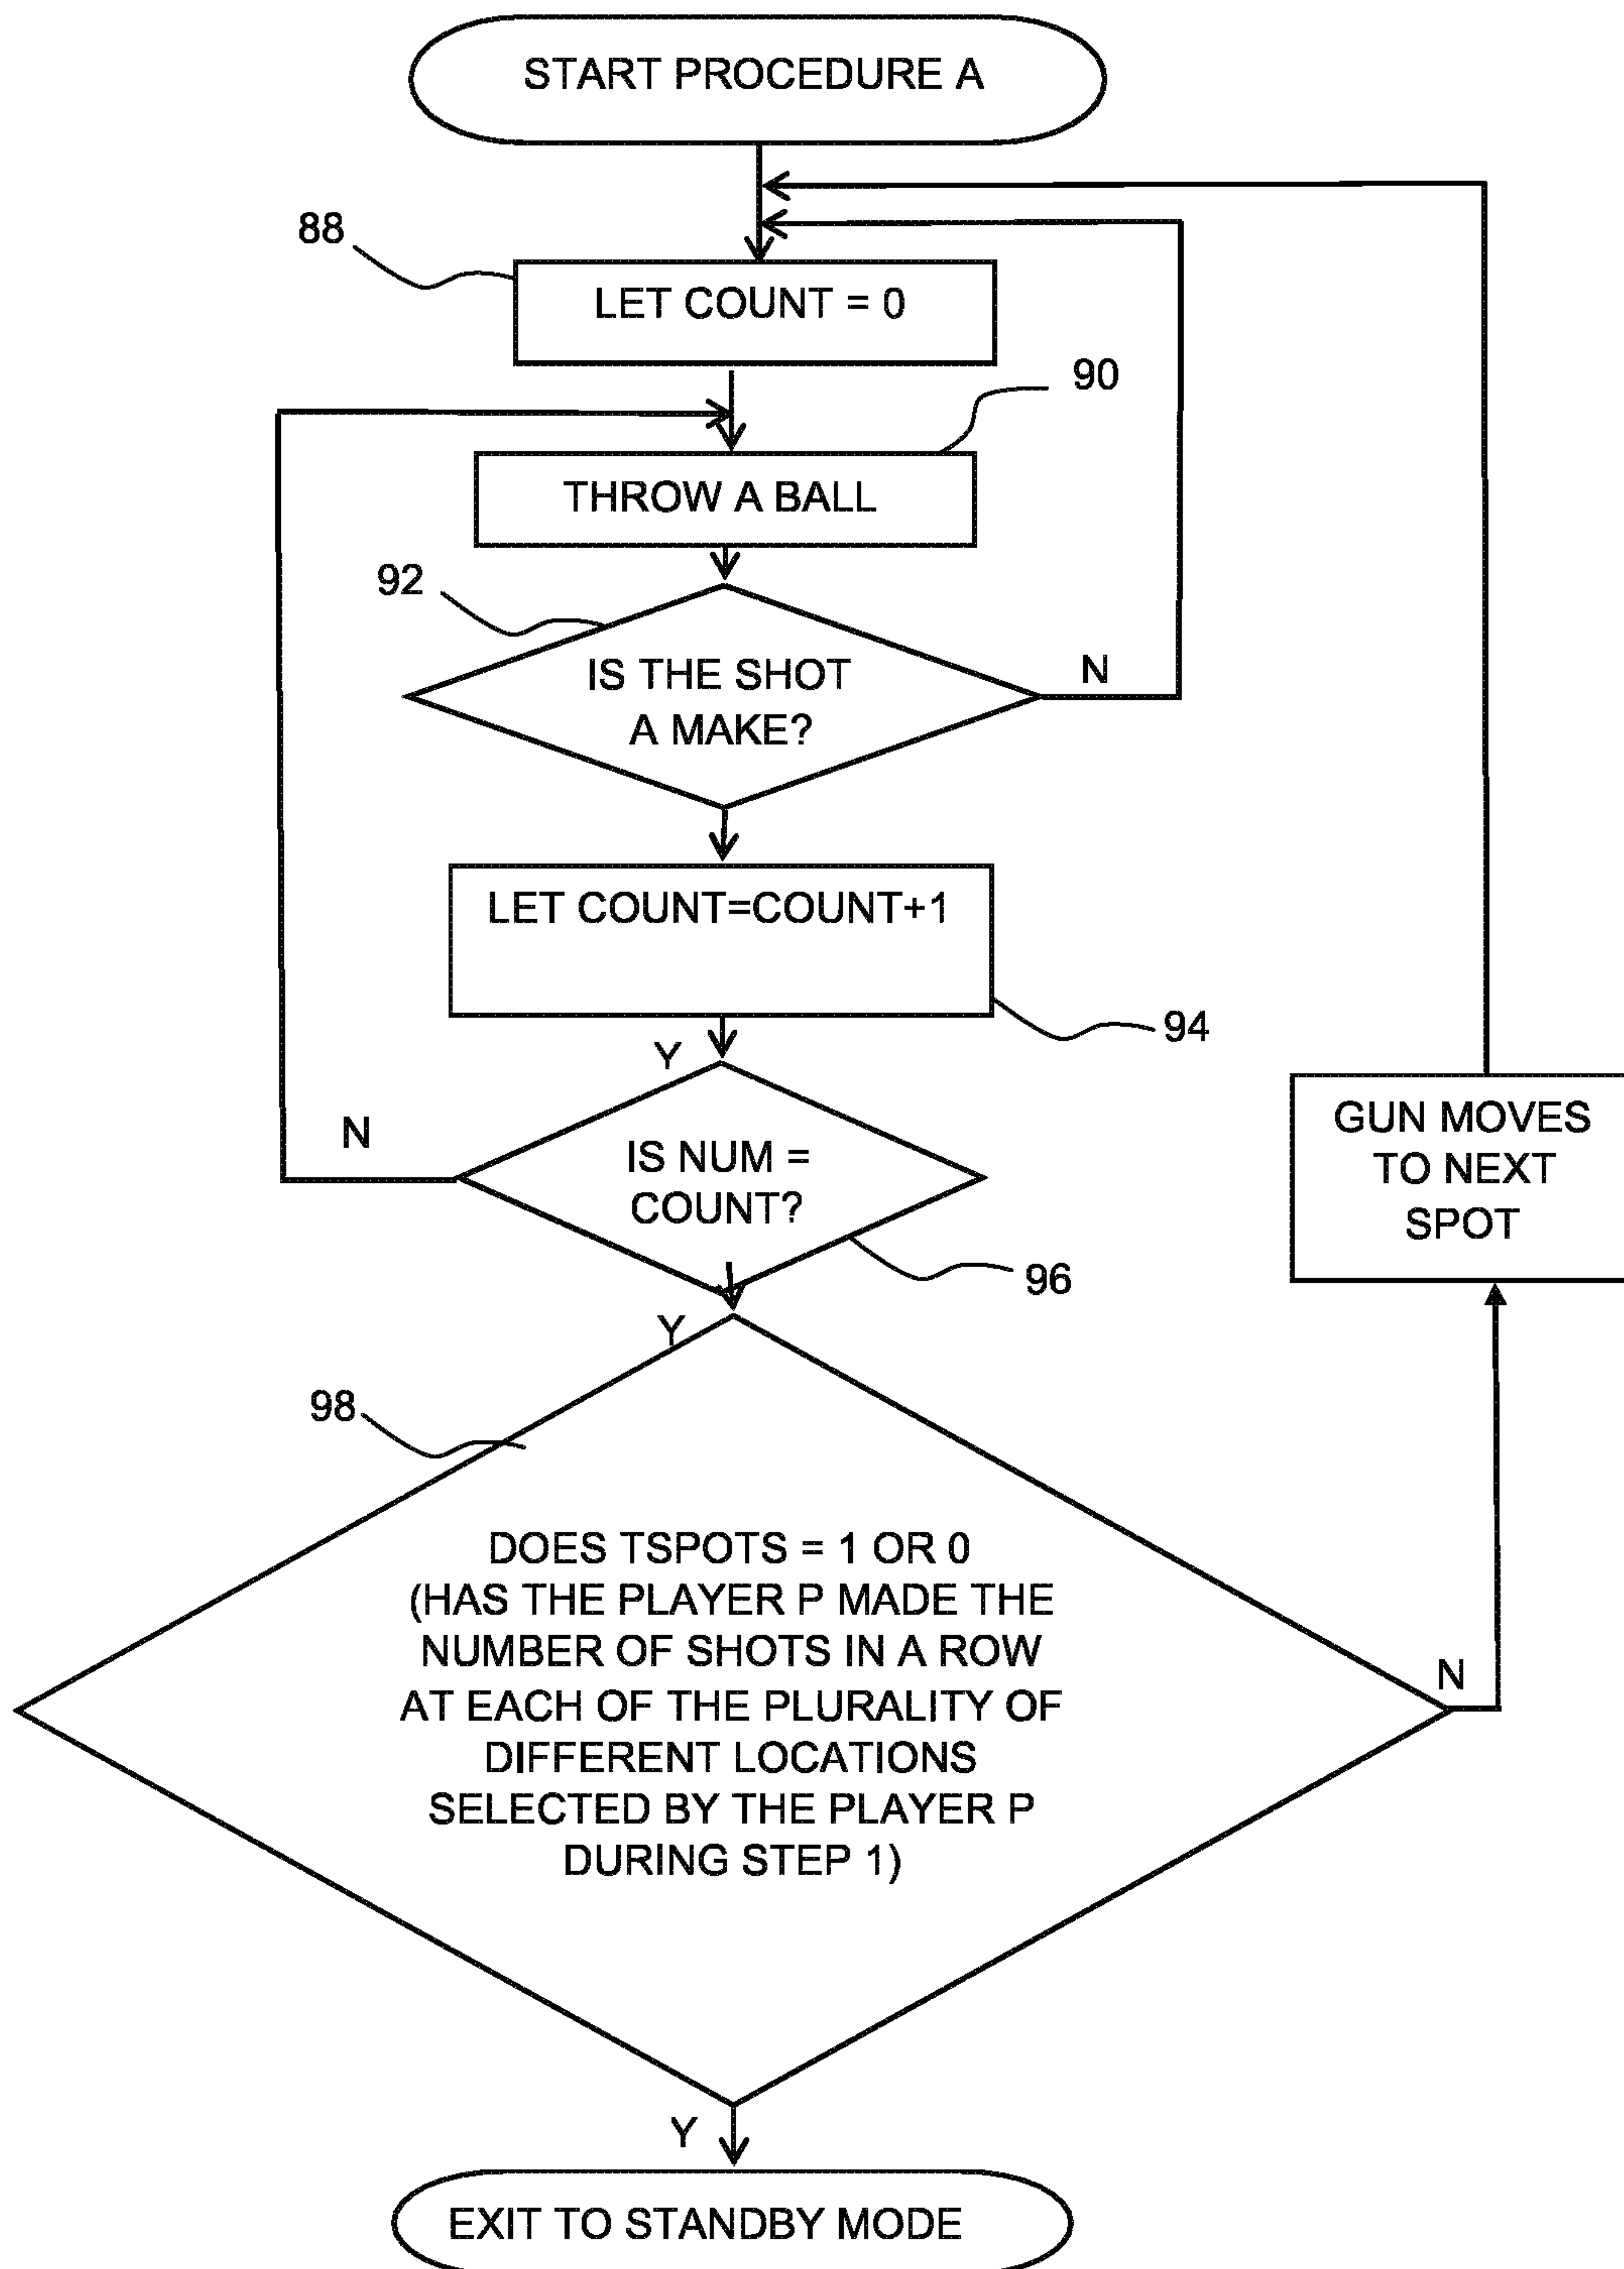 START PROCEDURE A
88
LET COUNT = 0
90
THROW A BALL
92
IS THE SHOT
A MAKE?
N
LET COUNT=COUNT+1
94
Y
N
IS NUM =
COUNT?
96
GUN MOVES
TO NEXT
SPOT
Y
98
DOES TSPOTS = 1 OR 0
(HAS THE PLAYER P MADE THE
NUMBER OF SHOTS IN A ROW
AT EACH OF THE PLURALITY OF
DIFFERENT LOCATIONS
SELECTED BY THE PLAYER P
DURING STEP 1)
N
Y
EXIT TO STANDBY MODE